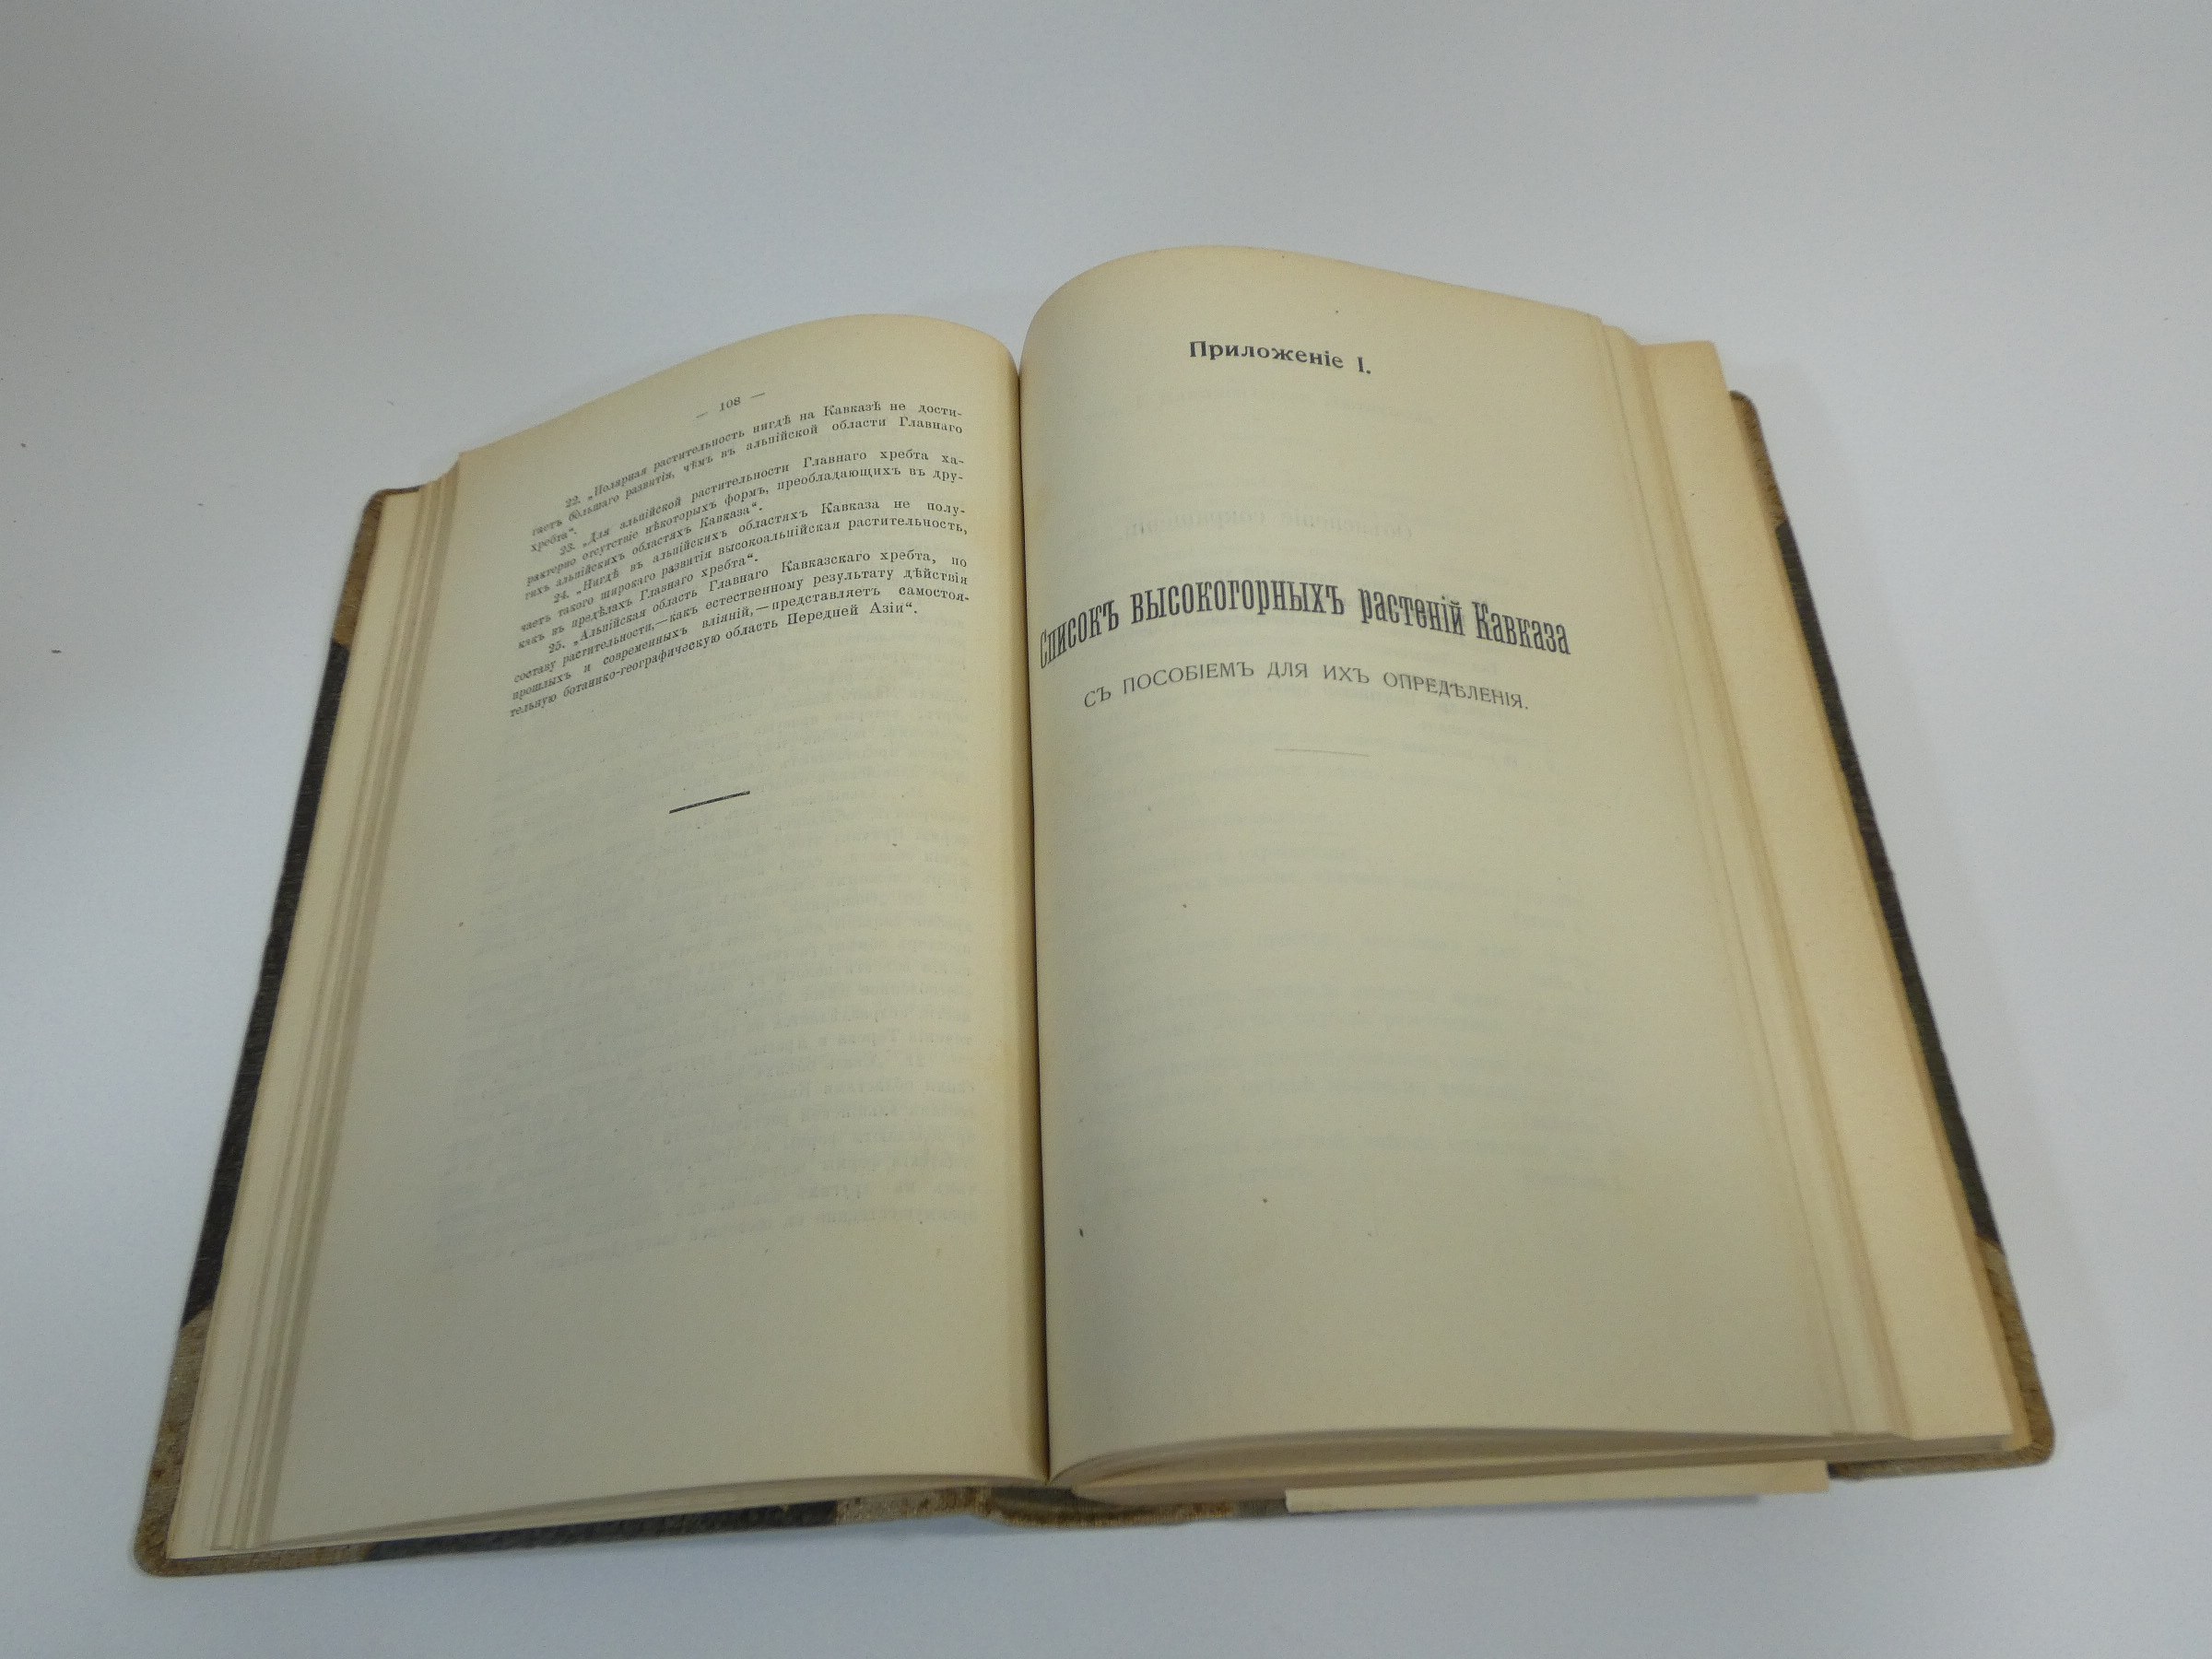 — 108 —
22. „Полярная растительность нигдѣ на Кавказѣ не дости-
гаетъ бо́льшаго развитія, чѣмъ въ альпійской области Главнаго
хребта“.
23. „Для альпійской растительности Главнаго хребта ха-
рактерно отсутствіе нѣкоторыхъ формъ, преобладающихъ въ дру-
гихъ альпійскихъ областяхъ Кавказа“.
24. „Нигдѣ въ альпійскихъ областяхъ Кавказа не полу-
чаетъ такого широкаго развитія высокоальпійская растительность,
какъ въ предѣлахъ Главнаго хребта“.
25. „Альпійская область Главнаго Кавказскаго хребта, по
составу растительности,—какъ естественному результату дѣйствія
прошлыхъ и современныхъ вліяній,—представляетъ самостоя-
тельную ботанико-географическую область Передней Азіи“.
Приложеніе I.
Списокъ высокогорныхъ растеній Кавказа
СЪ ПОСОБІЕМЪ ДЛЯ ИХЪ ОПРЕДѢЛЕНІЯ.